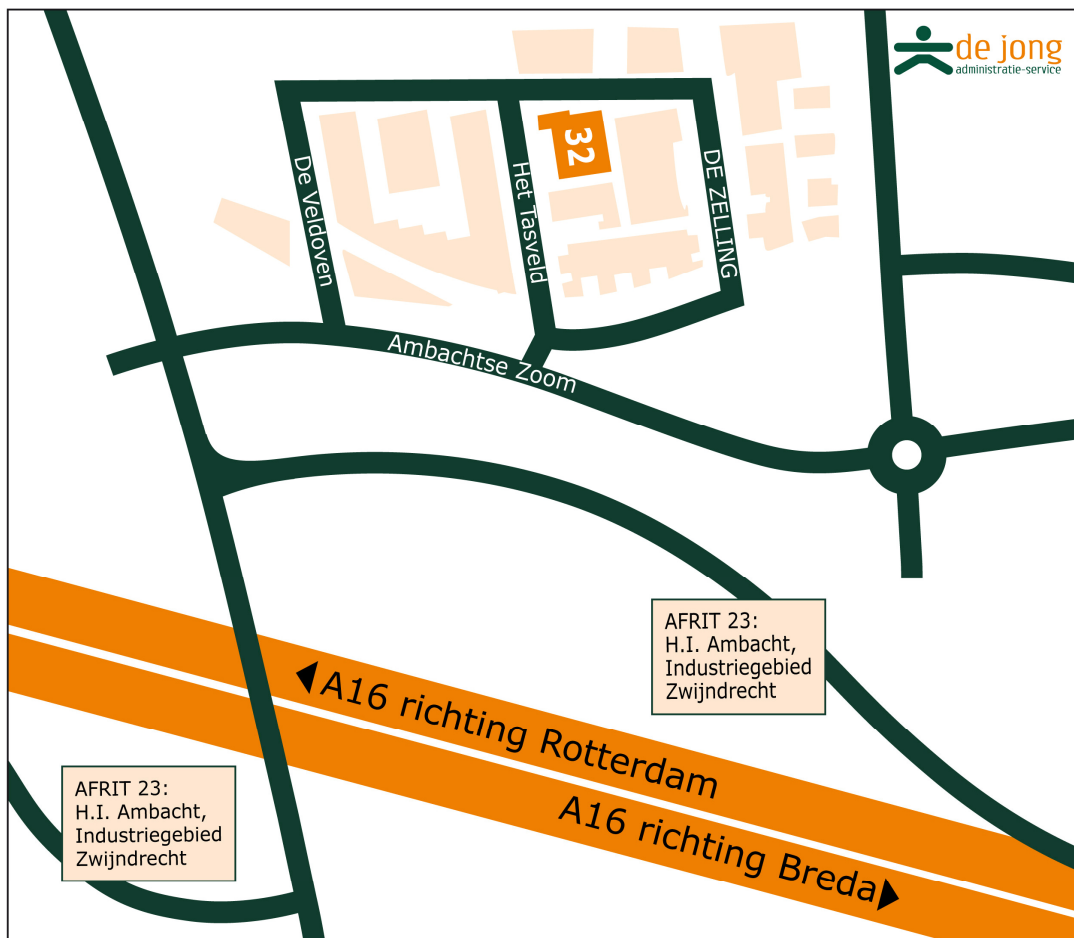 de jong
administratie-service
32
De Veldoven
Het Tasveld
DE ZELLING
Ambachtse Zoom
AFRIT 23:
H.I. Ambacht,
Industriegebied
Zwijndrecht
A16 richting Rotterdam
A16 richting Breda
AFRIT 23:
H.I. Ambacht,
Industriegebied
Zwijndrecht